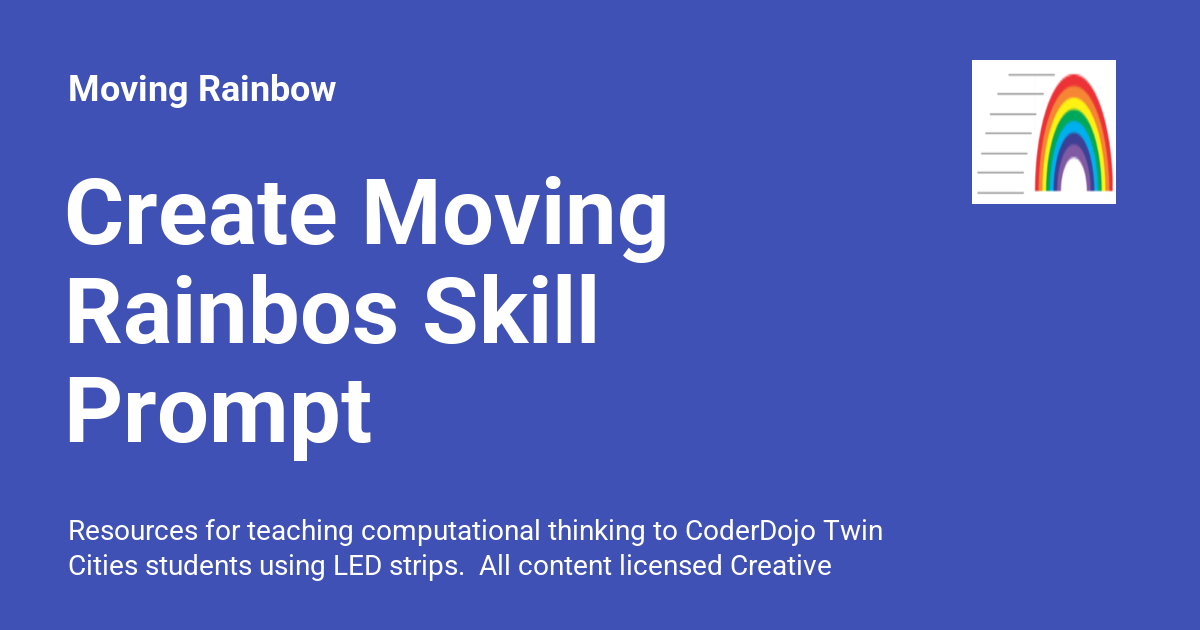 Moving Rainbow
Create Moving
Rainbos Skill
Prompt
Resources for teaching computational thinking to CoderDojo Twin
Cities students using LED strips.  All content licensed Creative